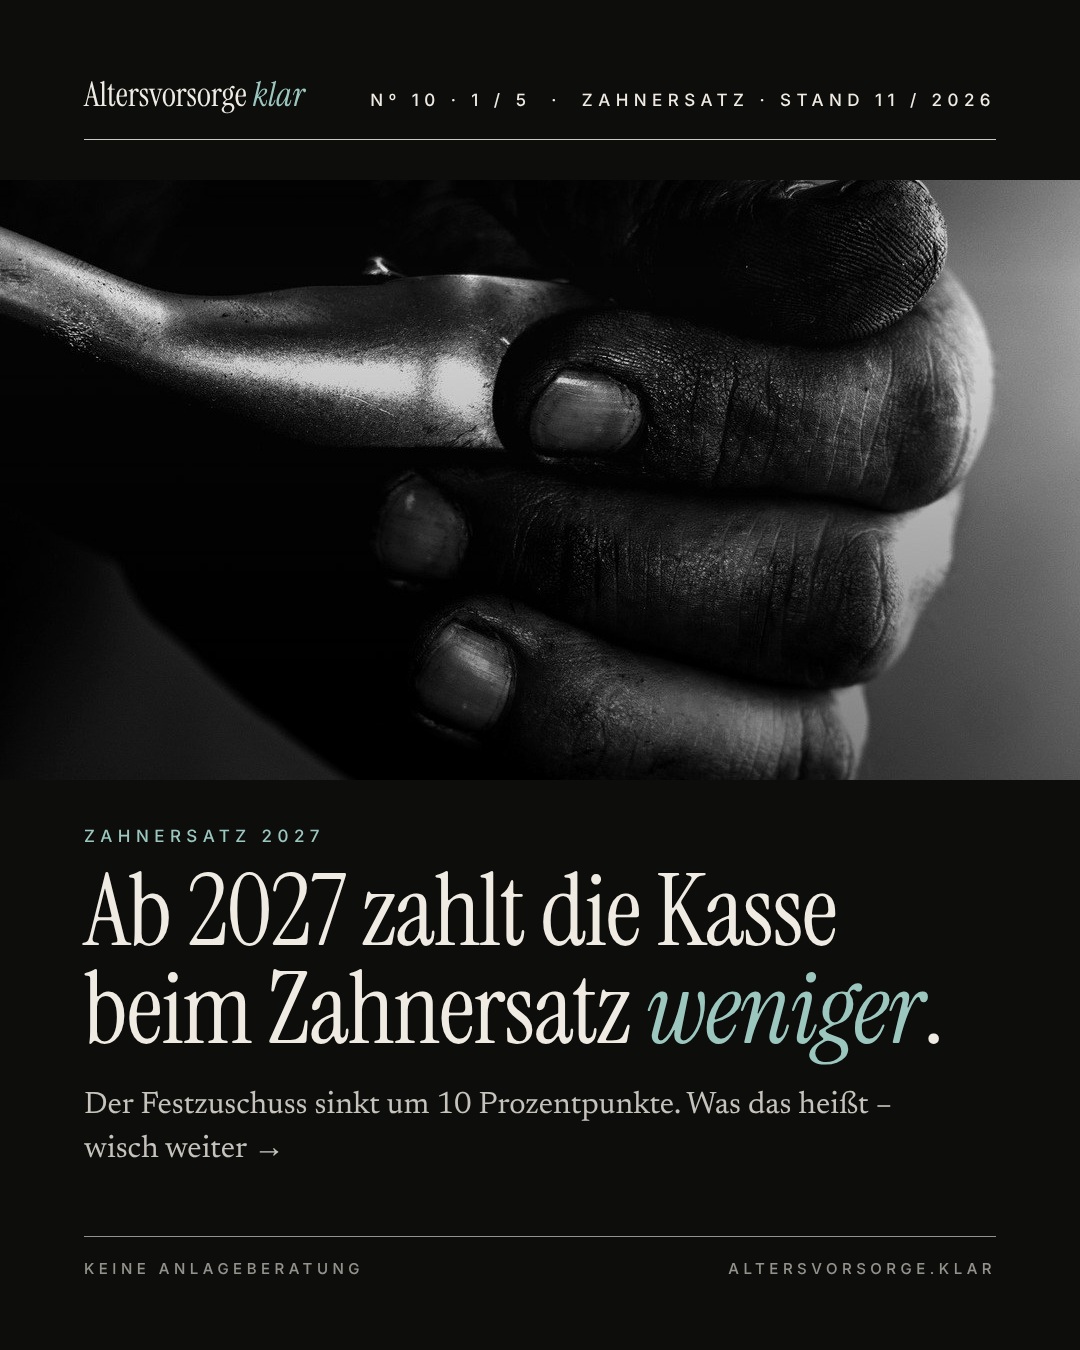 Altersvorsorge klar
Nº 10 · 1 / 5 · ZAHNERSATZ · STAND 11 / 2026
ZAHNERSATZ 2027
Ab 2027 zahlt die Kasse
beim Zahnersatz weniger.
Der Festzuschuss sinkt um 10 Prozentpunkte. Was das heißt –
wisch weiter →
KEINE ANLAGEBERATUNG
ALTERSVORSORGE.KLAR